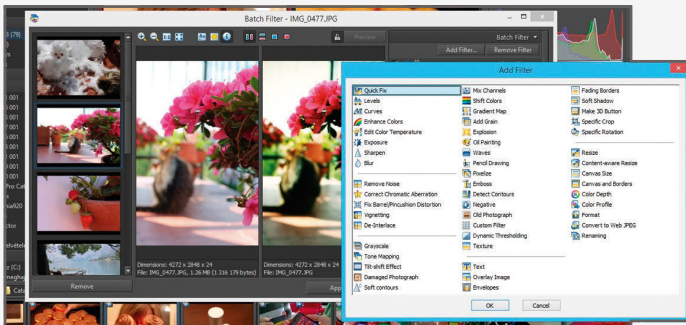 Batch Filter - IMG_0477.JPG
Preview
Batch Filter
Add Filter...
Remove Filter
Dimensions: 4272 x 2848 x 24
File: IMG_0477.JPG, 1.26 MB (1 316 179 bytes)
Dimensions: 4272 x 2848 x 24
File: IMG_0477.JPG
Remove
Add Filter
Quick Fix
Levels
Curves
Enhance Colors
Edit Color Temperature
Exposure
Sharpen
Blur
Remove Noise
Correct Chromatic Aberration
Fix Barrel/Pincushion Distortion
Vignetting
De-Interlace
Grayscale
Tone Mapping
Tilt-shift Effect
Damaged Photograph
Soft contours
Mix Channels
Shift Colors
Gradient Map
Add Grain
Explosion
Oil Painting
Waves
Pencil Drawing
Pixelize
Emboss
Detect Contours
Negative
Old Photograph
Custom Filter
Dynamic Thresholding
Texture
Text
Overlay Image
Envelopes
Fading Borders
Soft Shadow
Make 3D Button
Specific Crop
Specific Rotation
Resize
Content-aware Resize
Canvas Size
Canvas and Borders
Color Depth
Color Profile
Format
Convert to Web JPEG
Renaming
OK
Cancel